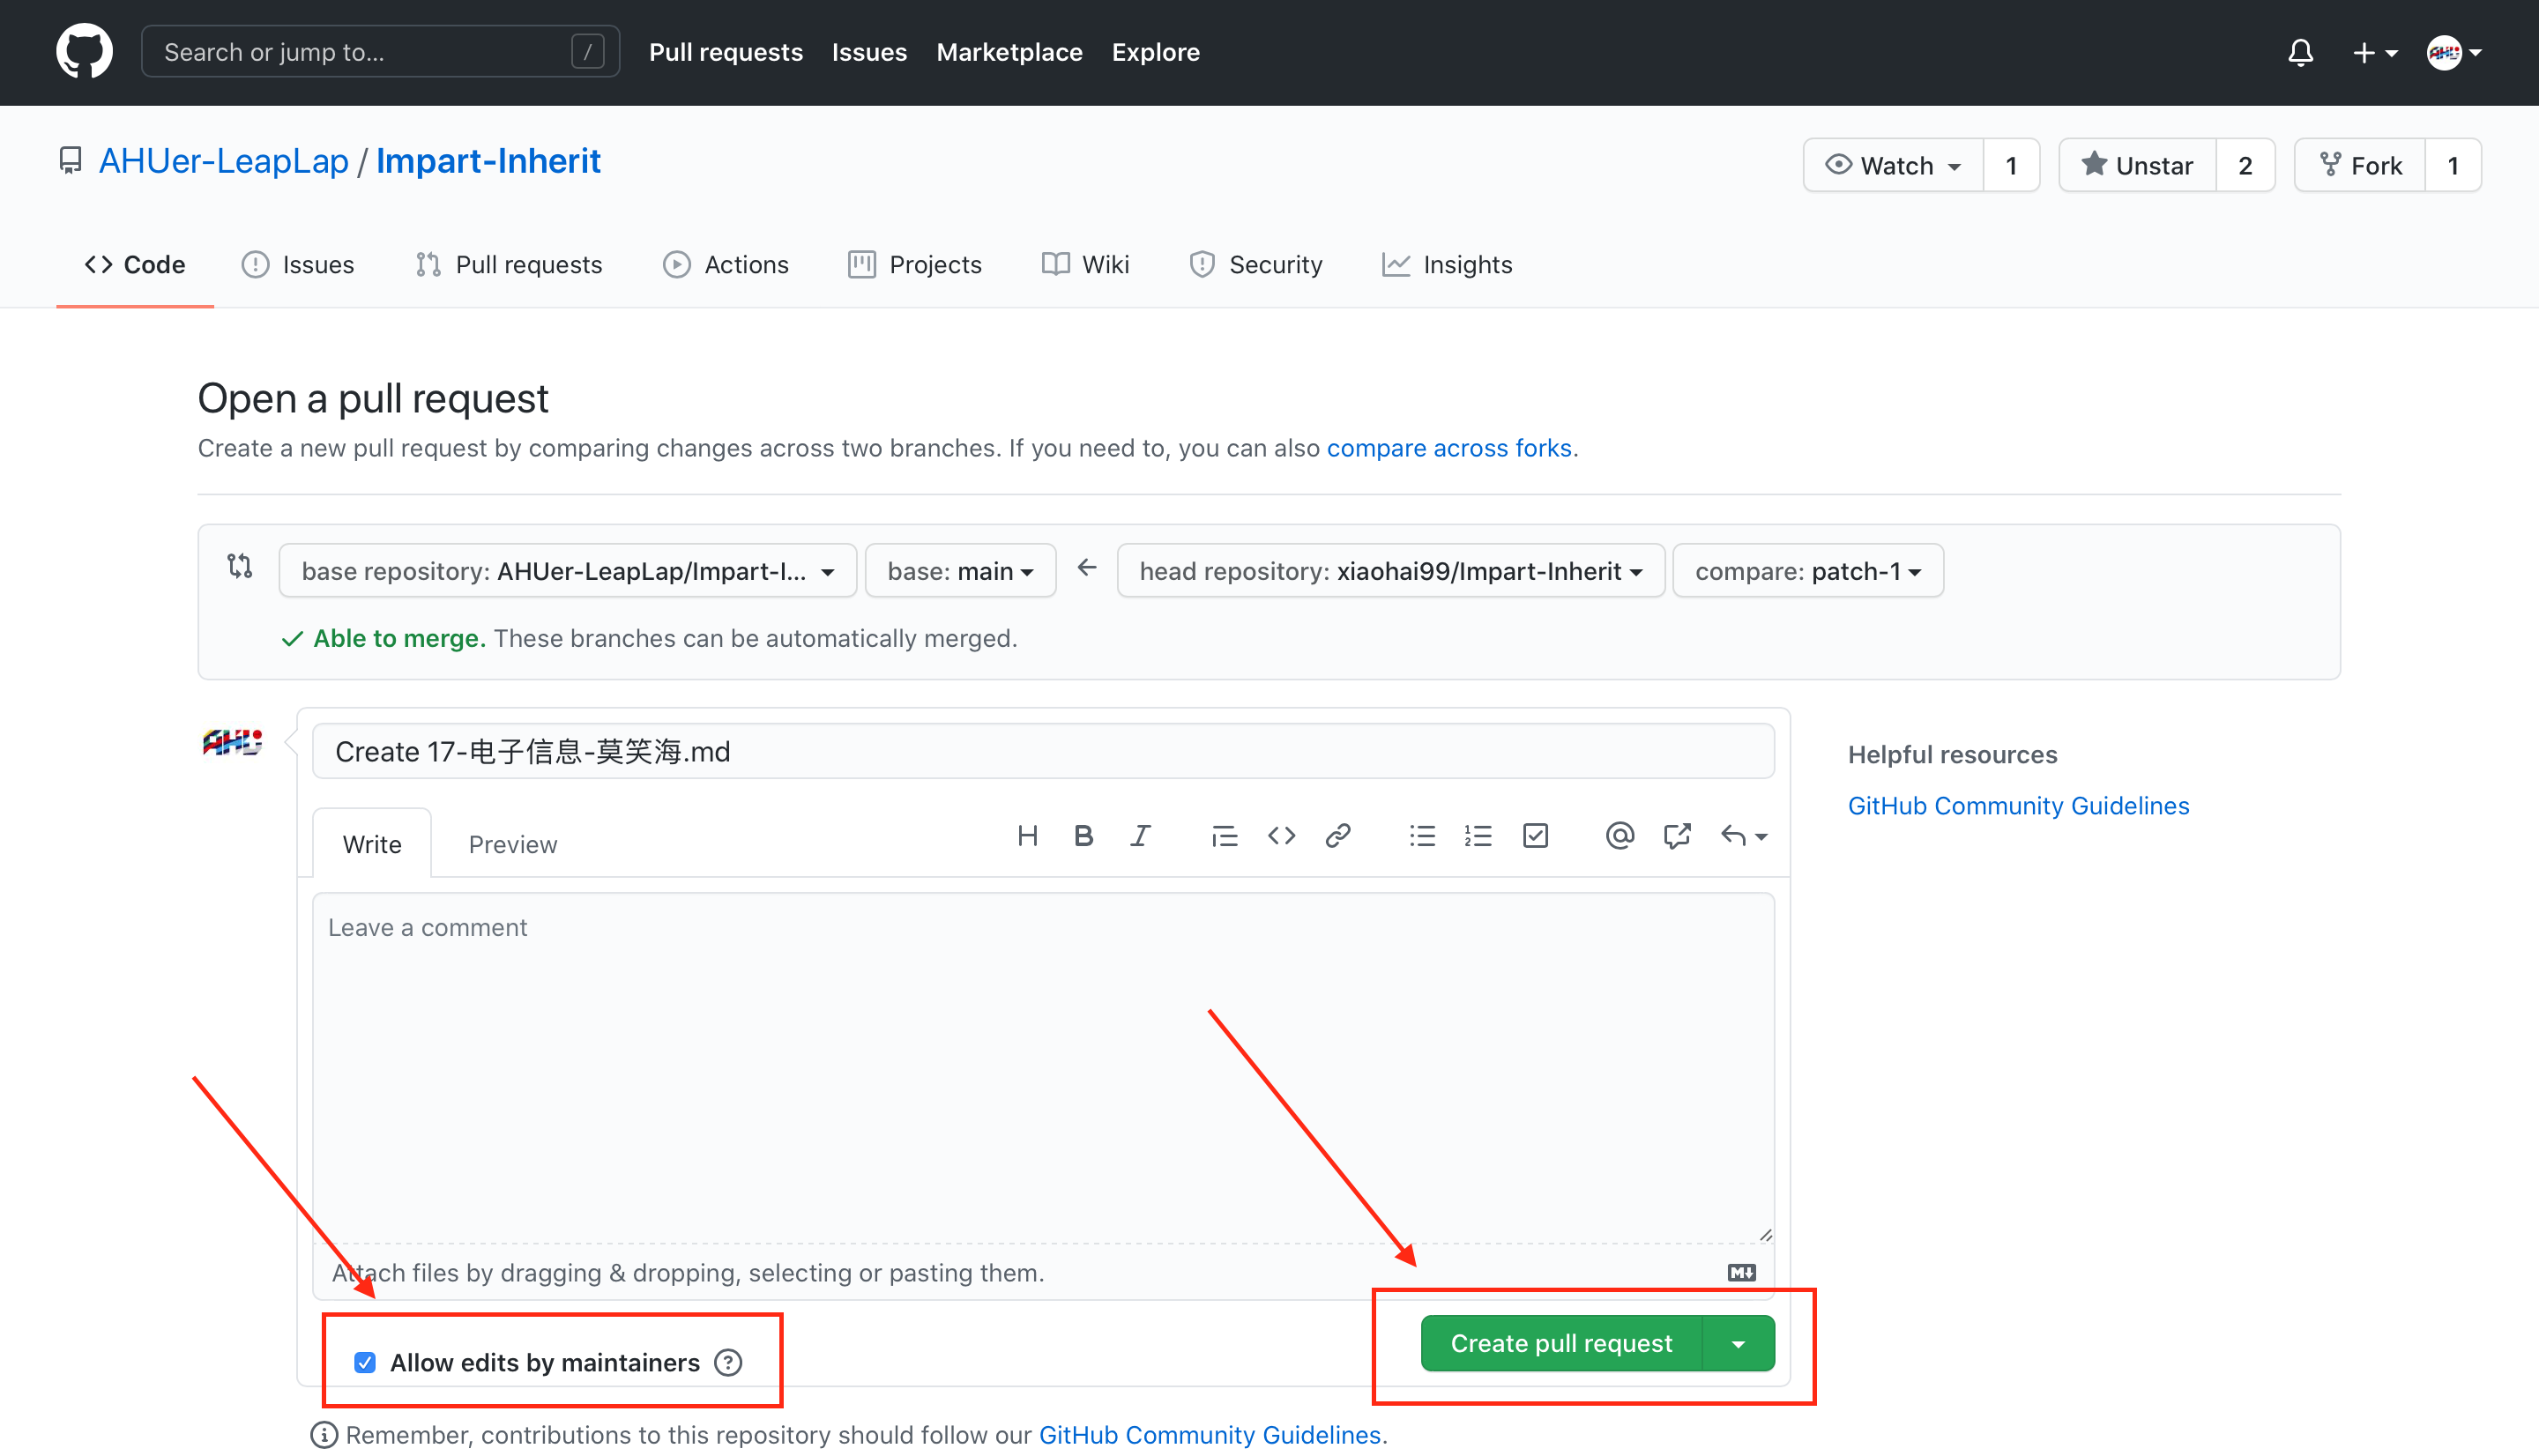 Search or jump to... / Pull requests Issues Marketplace Explore
AHUer-LeapLap / Impart-Inherit Watch 1 Unstar 2 Fork 1
Code Issues Pull requests Actions Projects Wiki Security Insights
Open a pull request
Create a new pull request by comparing changes across two branches. If you need to, you can also compare across forks.
base repository: AHUer-LeapLap/Impart-I... base: main ← head repository: xiaohai99/Impart-Inherit compare: patch-1
Able to merge. These branches can be automatically merged.
AHU Create 17-电子信息-莫笑海.md
Helpful resources
GitHub Community Guidelines
Write Preview
Leave a comment
Attach files by dragging & dropping, selecting or pasting them.
Allow edits by maintainers
Create pull request
Remember, contributions to this repository should follow our GitHub Community Guidelines.